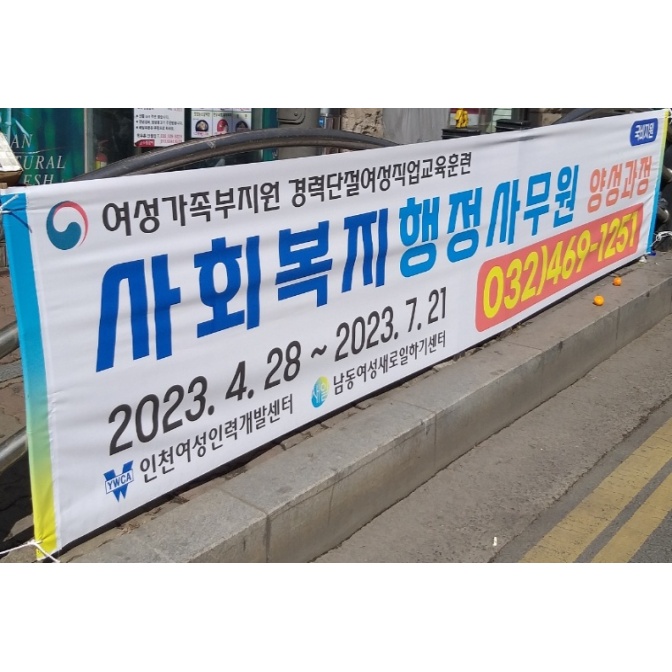 국비지원
여성가족부지원 경력단절여성직업교육훈련
사회복지행정사무원 양성과정
032)469-1251
2023. 4. 28 ~ 2023. 7. 21
YWCA 인천여성인력개발센터 새일 남동여성새로일하기센터